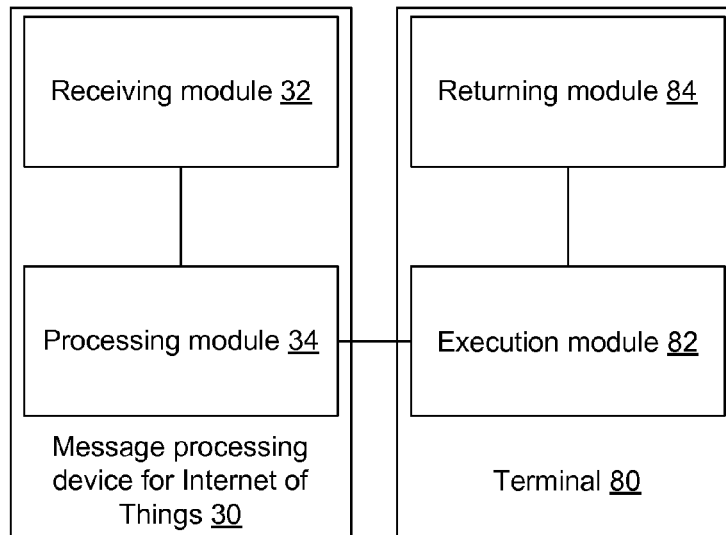 Receiving module 32
Processing module 34
Message processing
device for Internet of
Things 30
Returning module 84
Execution module 82
Terminal 80